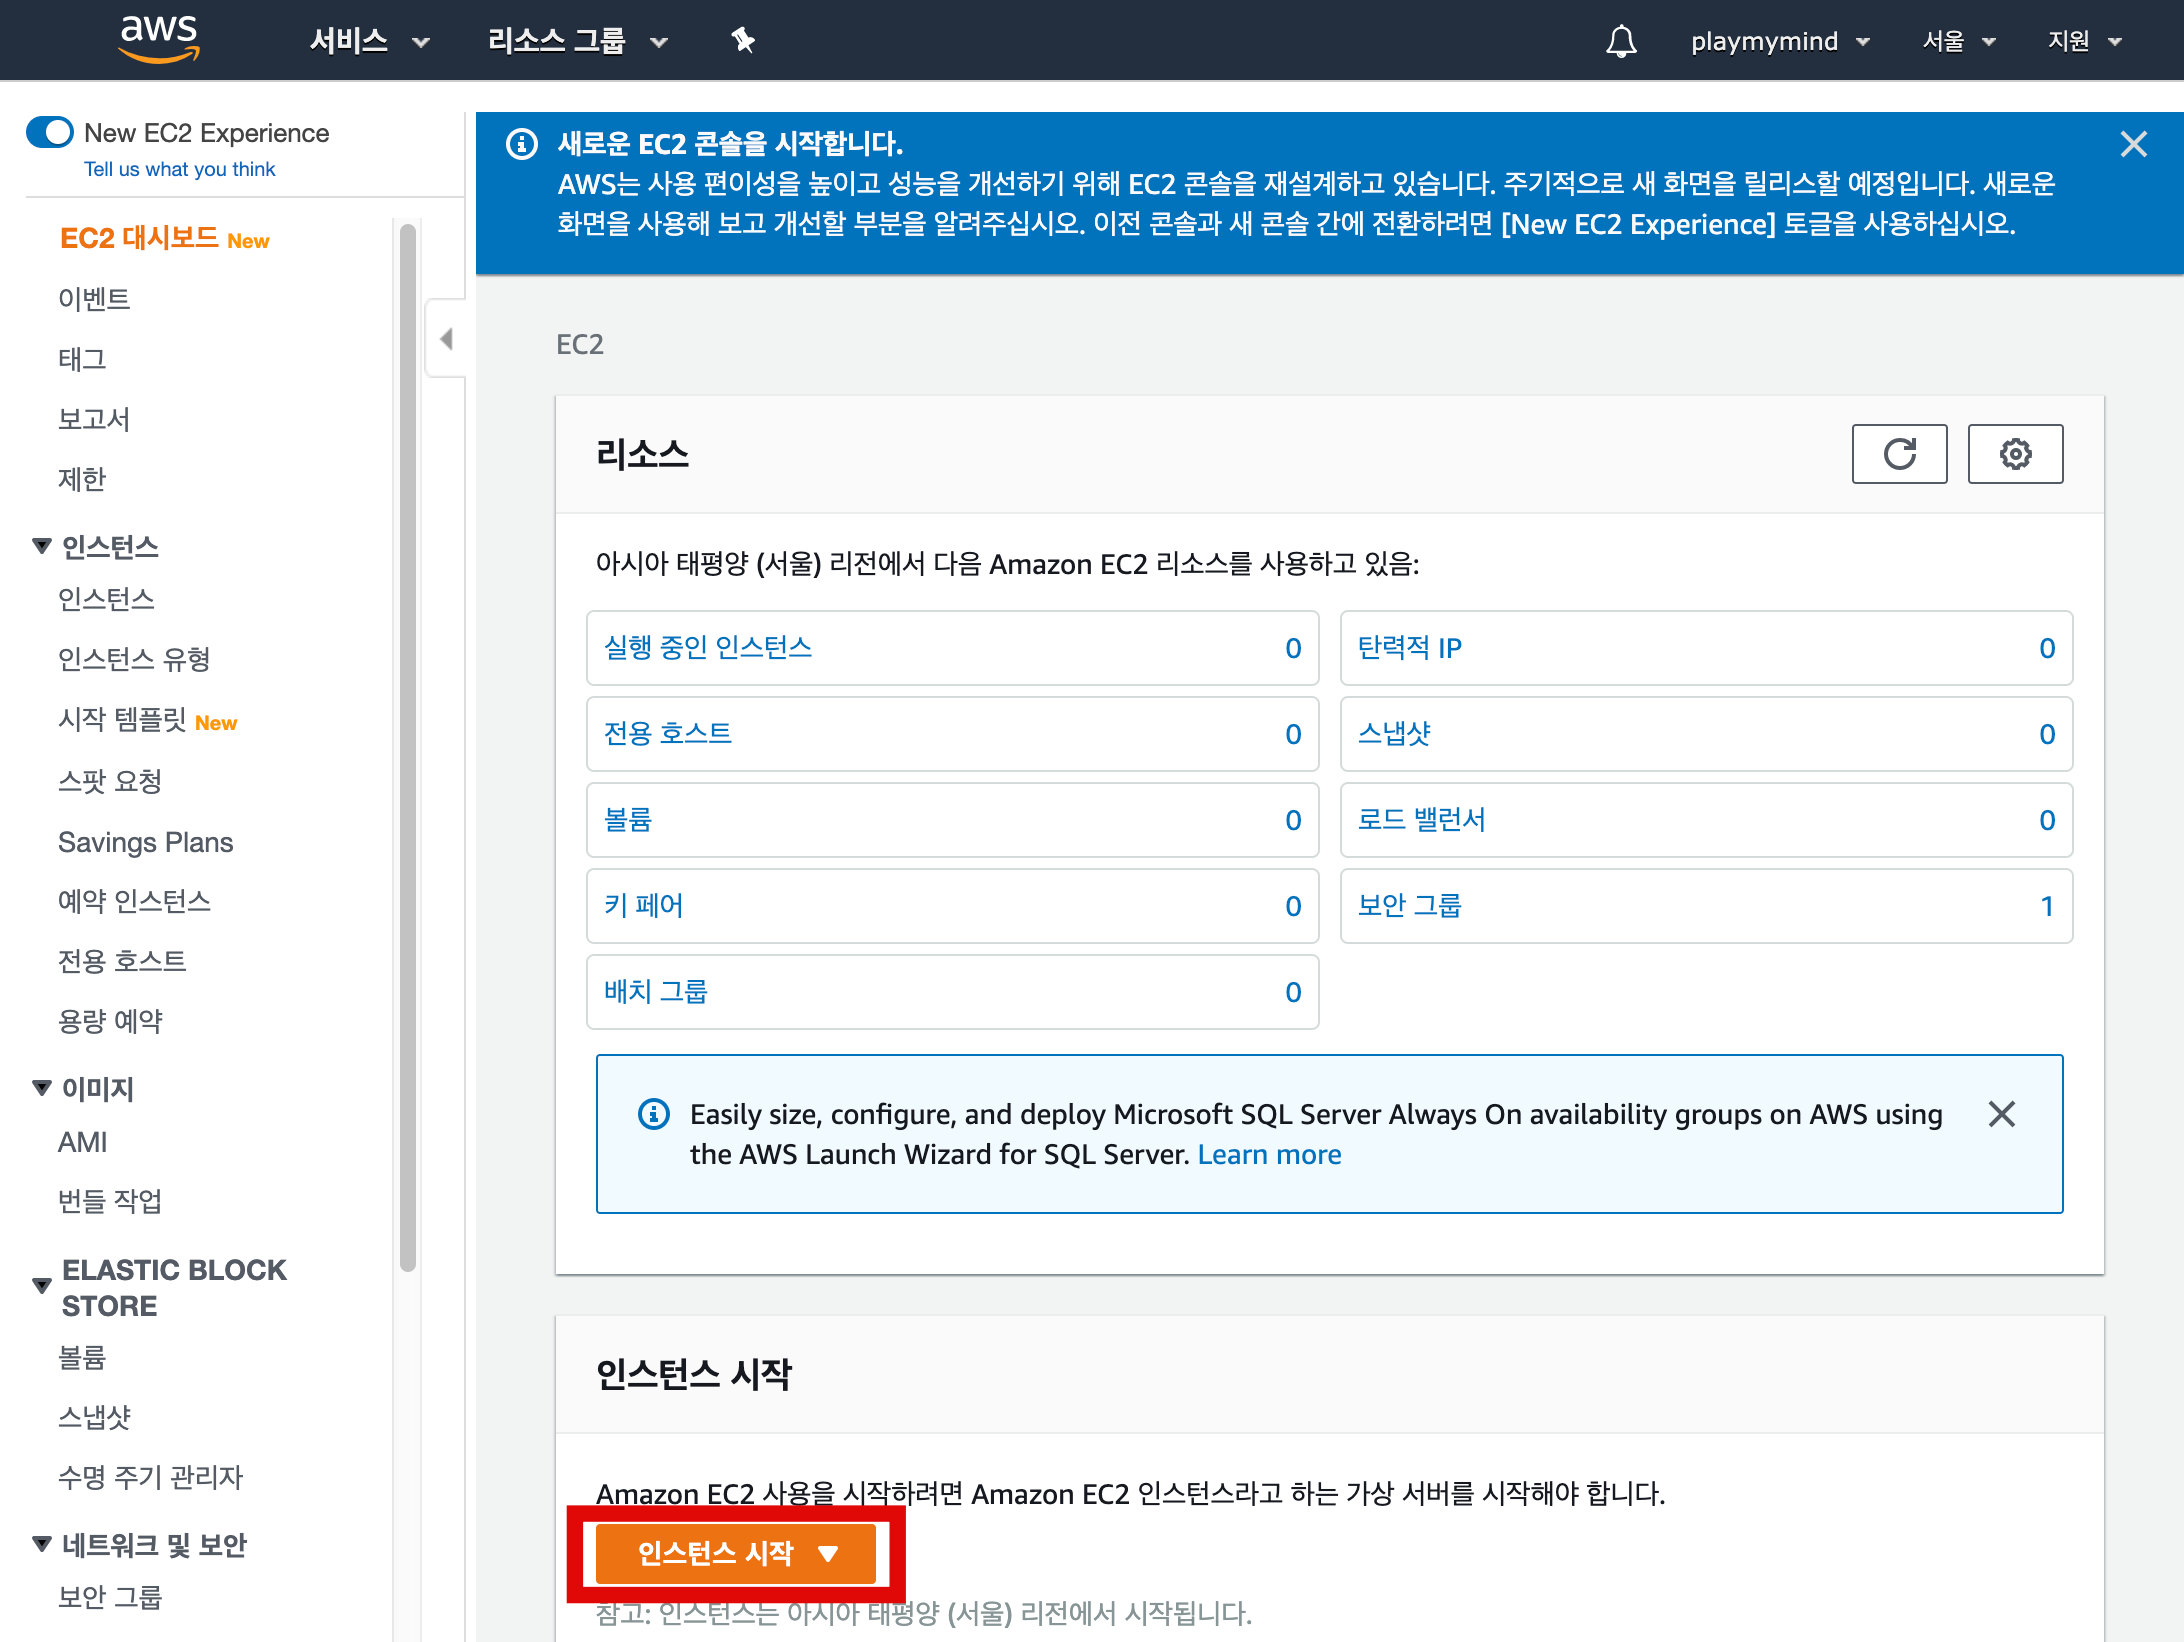 aws
서비스
리소스 그룹
playmymind
서울
지원
New EC2 Experience
Tell us what you think
EC2 대시보드 New
이벤트
태그
보고서
제한
인스턴스
인스턴스
인스턴스 유형
시작 템플릿 New
스팟 요청
Savings Plans
예약 인스턴스
전용 호스트
용량 예약
이미지
AMI
번들 작업
ELASTIC BLOCK
STORE
볼륨
스냅샷
수명 주기 관리자
네트워크 및 보안
보안 그룹
새로운 EC2 콘솔을 시작합니다.
AWS는 사용 편이성을 높이고 성능을 개선하기 위해 EC2 콘솔을 재설계하고 있습니다. 주기적으로 새 화면을 릴리스할 예정입니다. 새로운
화면을 사용해 보고 개선할 부분을 알려주십시오. 이전 콘솔과 새 콘솔 간에 전환하려면 [New EC2 Experience] 토글을 사용하십시오.
EC2
리소스
아시아 태평양 (서울) 리전에서 다음 Amazon EC2 리소스를 사용하고 있음:
실행 중인 인스턴스 0
탄력적 IP 0
전용 호스트 0
스냅샷 0
볼륨 0
로드 밸런서 0
키 페어 0
보안 그룹 1
배치 그룹 0
Easily size, configure, and deploy Microsoft SQL Server Always On availability groups on AWS using
the AWS Launch Wizard for SQL Server. Learn more
인스턴스 시작
Amazon EC2 사용을 시작하려면 Amazon EC2 인스턴스라고 하는 가상 서버를 시작해야 합니다.
인스턴스 시작
참고: 인스턴스는 아시아 태평양 (서울) 리전에서 시작됩니다.